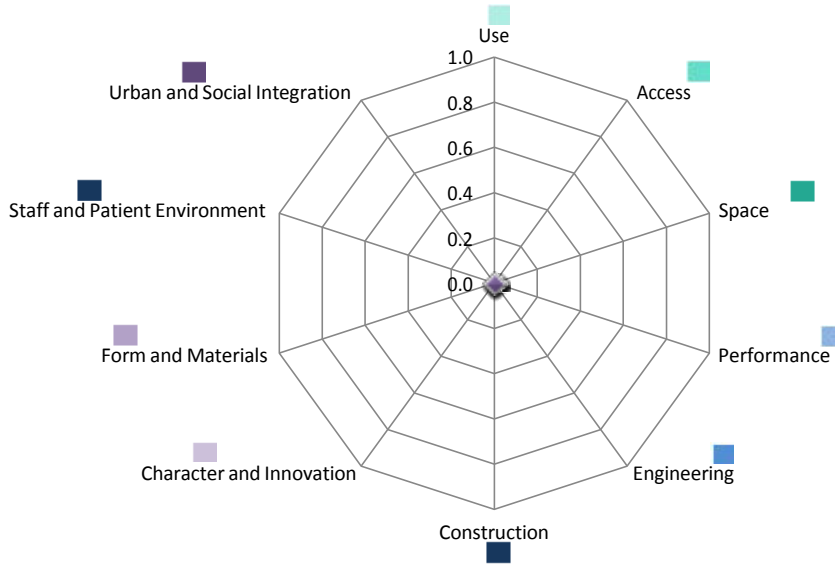 Use
1.0
Urban and Social Integration
Access
0.8
0.6
Staff and Patient Environment
Space
0.4
0.2
0.0
Form and Materials
Performance
Character and Innovation
Engineering
Construction